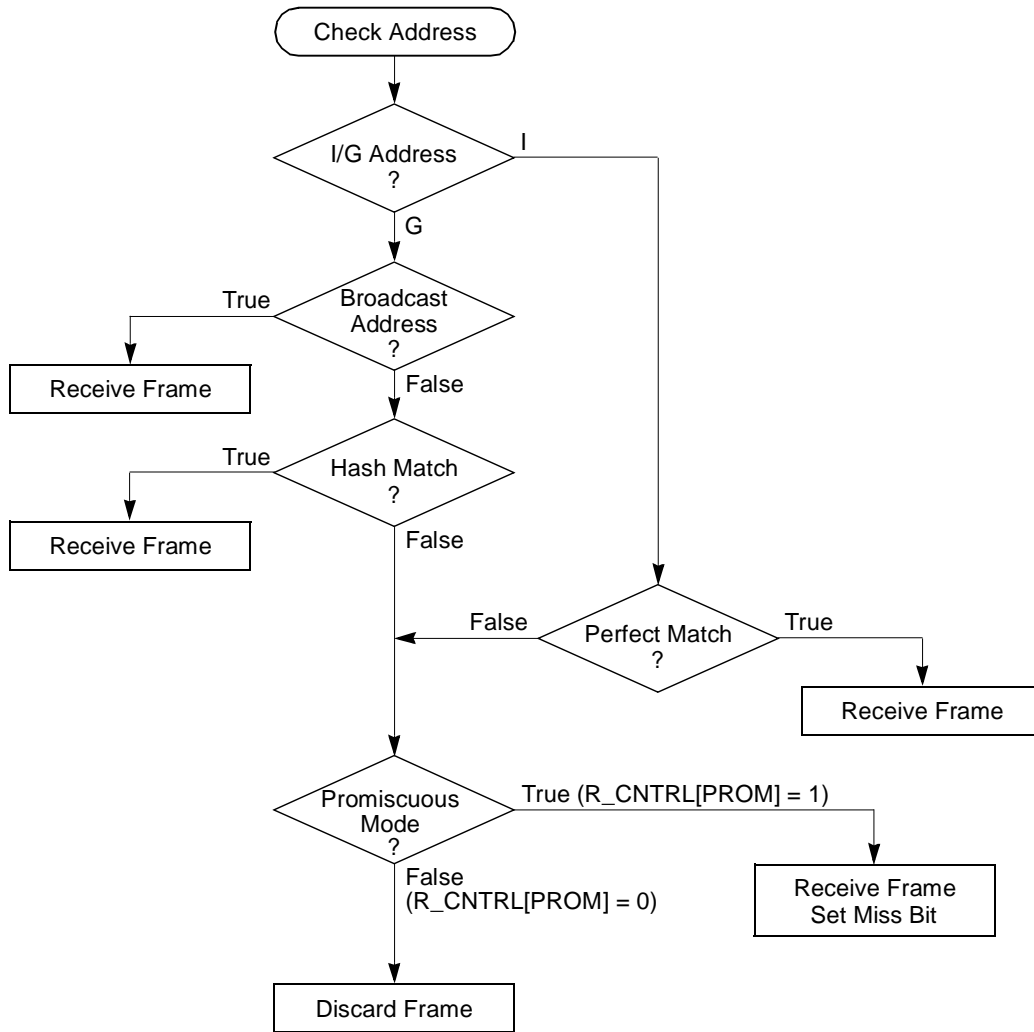 Check Address
I/G Address
?
I
G
Broadcast
Address
?
True
Receive Frame
False
Hash Match
?
True
Receive Frame
False
Perfect Match
?
False
True
Receive Frame
Promiscuous
Mode
?
True (R_CNTRL[PROM] = 1)
Receive Frame
Set Miss Bit
False
(R_CNTRL[PROM] = 0)
Discard Frame